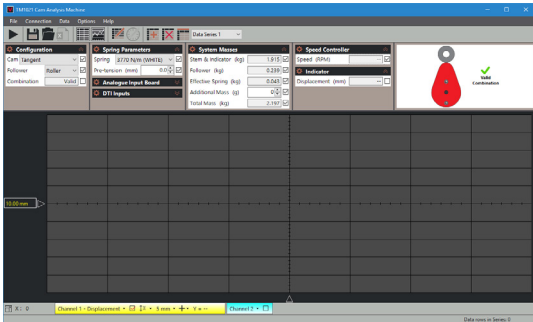 TM1021 Cam Analysis Machine
File Connection Data Options Help
Data Series 1
Configuration
Cam Tangent
Follower Roller
Combination Valid
Spring Parameters
Spring 3770 N/m (WHITE)
Pre-tension (mm) 0.0
Analogue Input Board
DTI Inputs
System Masses
Stem & Indicator (kg) 1.915
Follower (kg) 0.239
Effective Spring (kg) 0.043
Additional Mass (g) 0
Total Mass (kg) 2.197
Speed Controller
Speed (RPM) --
Indicator
Displacement (mm) --
Valid
Combination
10.00 mm
X: 0
Channel 1 - Displacement 5 mm Y = --
Channel 2
Data rows in Series: 0